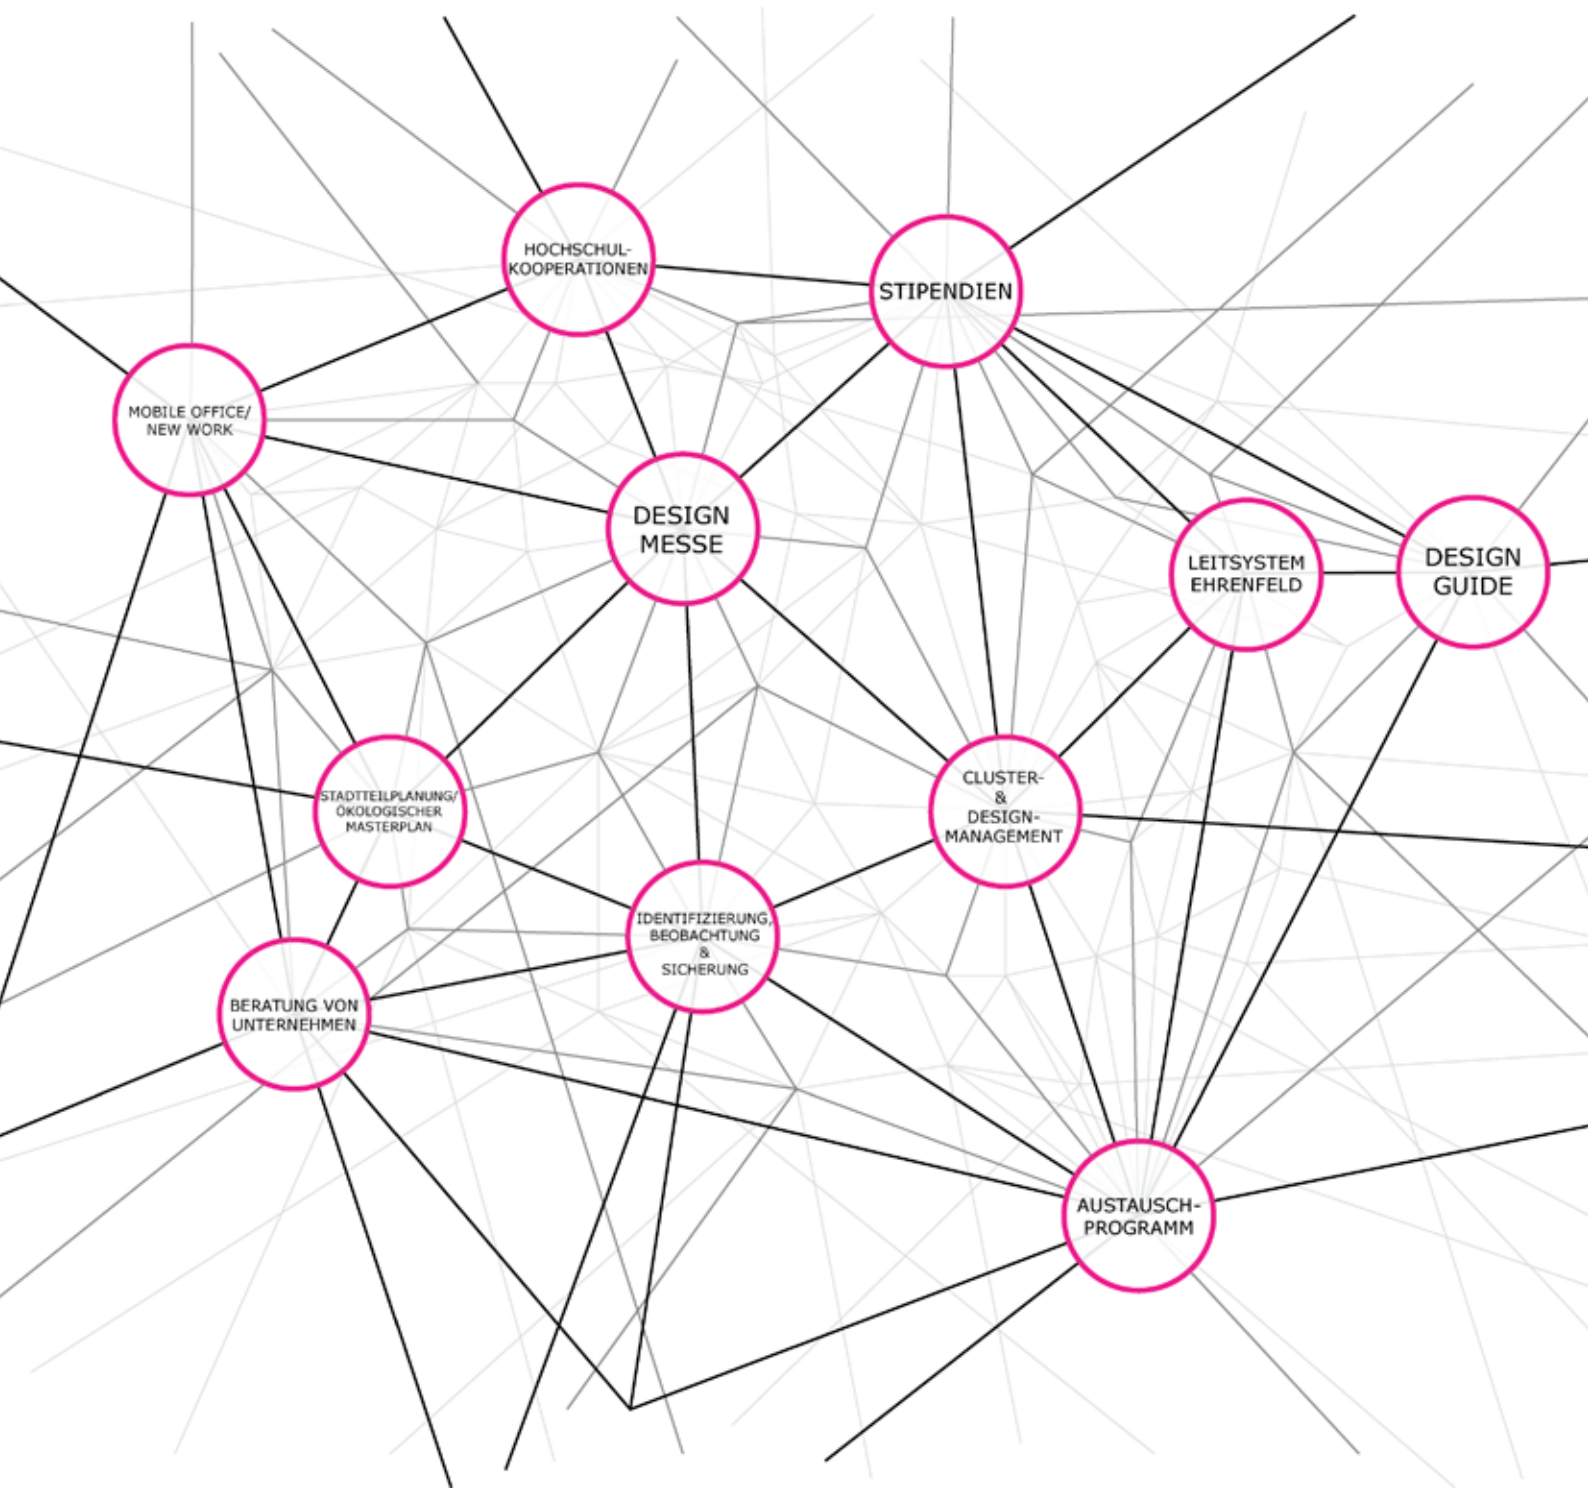 HOCHSCHUL-
KOOPERATIONEN
STIPENDIEN
MOBILE OFFICE/
NEW WORK
DESIGN
MESSE
LEITSYSTEM
EHRENFELD
DESIGN
GUIDE
STADTTEILPLANUNG/
ÖKOLOGISCHER
MASTERPLAN
CLUSTER-
&
DESIGN-
MANAGEMENT
IDENTIFIZIERUNG,
BEOBACHTUNG
&
SICHERUNG
BERATUNG VON
UNTERNEHMEN
AUSTAUSCH-
PROGRAMM